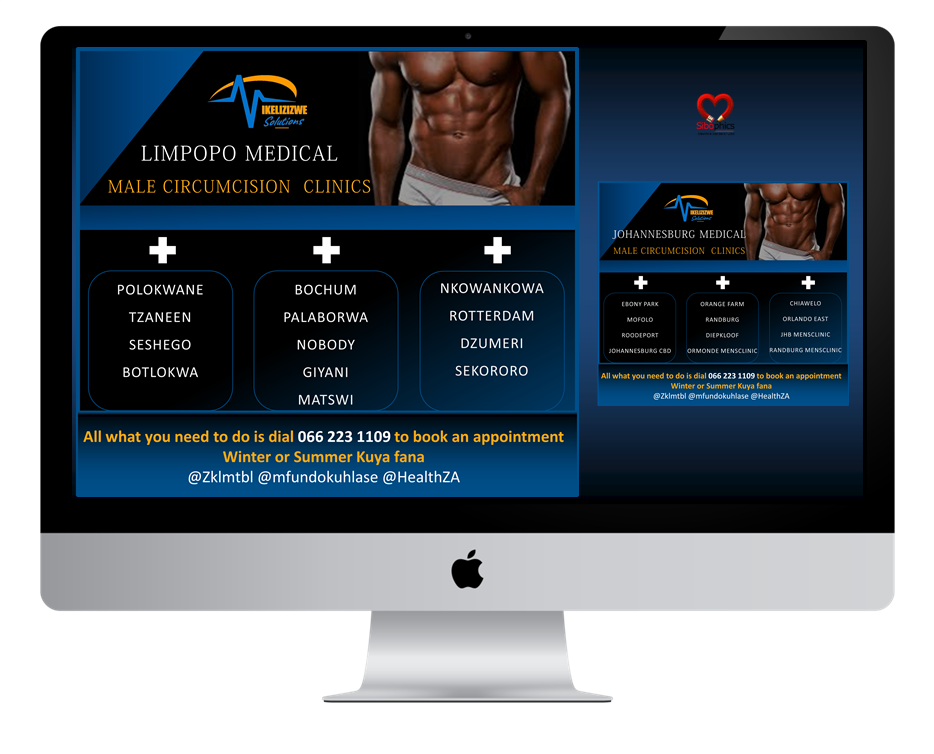 IKELIZIZWE
Solutions
LIMPOPO MEDICAL
MALE CIRCUMCISION CLINICS
POLOKWANE
TZANEEN
SESHEGO
BOTLOKWA
BOCHUM
PALABORWA
NOBODY
GIYANI
MATSWI
NKOWANKOWA
ROTTERDAM
DZUMERI
SEKORORO
All what you need to do is dial 066 223 1109 to book an appointment
Winter or Summer Kuya fana
@Zklmtbl @mfundokuhlase @HealthZA
IKELIZIZWE
Solutions
JOHANNESBURG MEDICAL
MALE CIRCUMCISION CLINICS
EBONY PARK
MOFOLO
ROODEPORT
JOHANNESBURG CBD
ORANGE FARM
RANDBURG
DIEPKLOOF
ORMONDE MENSCLINIC
CHIAWELO
ORLANDO EAST
JHB MENSCLINIC
RANDBURG MENSCLINIC
All what you need to do is dial 066 223 1109 to book an appointment
Winter or Summer Kuya fana
@Zklmtbl @mfundokuhlase @HealthZA